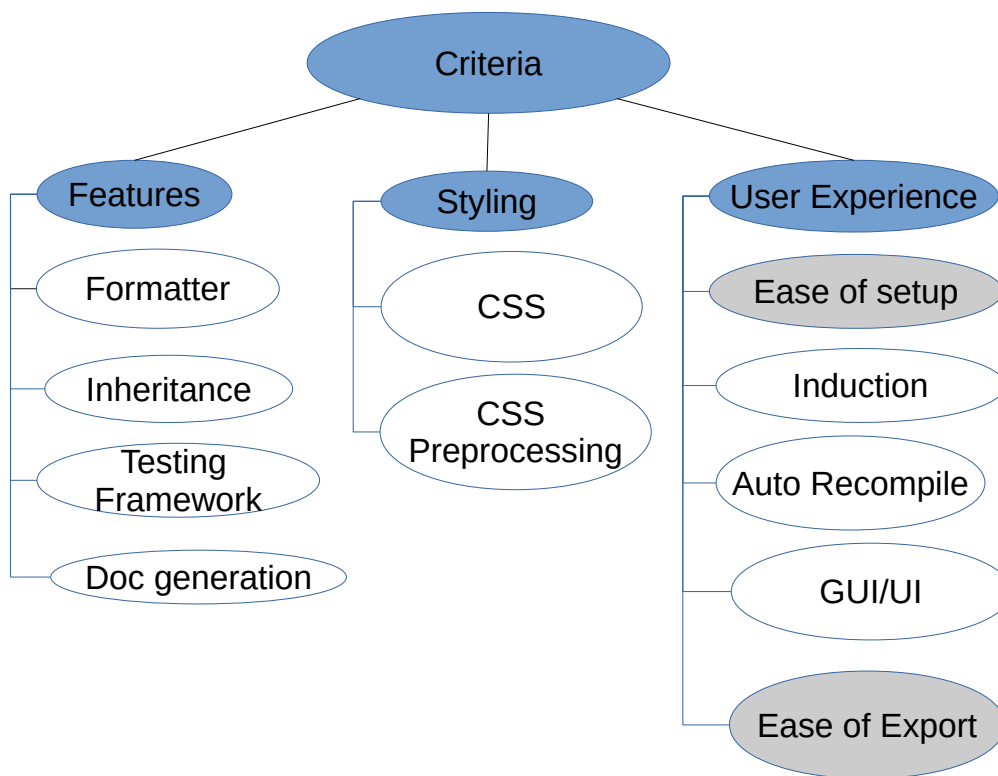 Criteria
Features
Formatter
Inheritance
Testing
Framework
Doc generation
Styling
CSS
CSS
Preprocessing
User Experience
Ease of setup
Induction
Auto Recompile
GUI/UI
Ease of Export